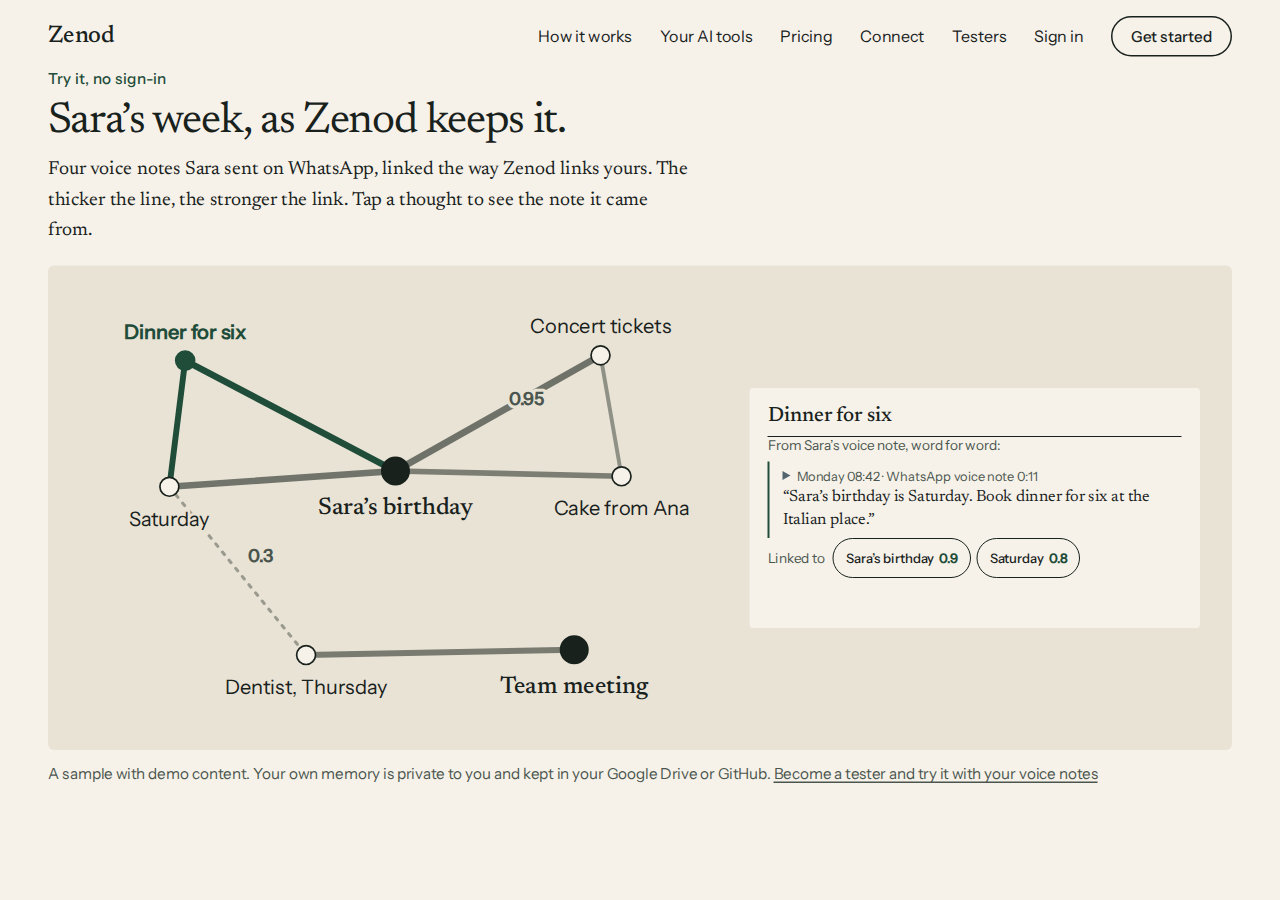 Zenod
How it works
Your AI tools
Pricing
Connect
Testers
Sign in
Get started
Try it, no sign-in
Sara’s week, as Zenod keeps it.
Four voice notes Sara sent on WhatsApp, linked the way Zenod links yours. The
thicker the line, the stronger the link. Tap a thought to see the note it came
from.
Dinner for six
Concert tickets
0.95
Saturday
Sara’s birthday
Cake from Ana
0.3
Dentist, Thursday
Team meeting
Dinner for six
From Sara’s voice note, word for word:
Monday 08:42 · WhatsApp voice note 0:11
“Sara’s birthday is Saturday. Book dinner for six at the
Italian place.”
Linked to
Sara’s birthday 0.9
Saturday 0.8
A sample with demo content. Your own memory is private to you and kept in your Google Drive or GitHub. Become a tester and try it with your voice notes